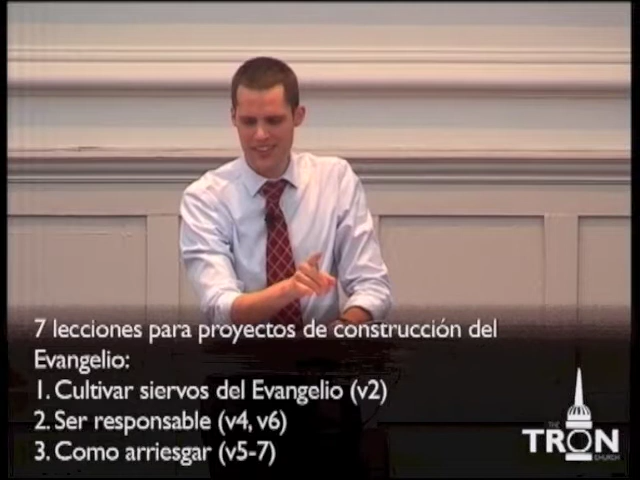 7 lecciones para proyectos de construcción del
Evangelio:
1. Cultivar siervos del Evangelio (v2)
2. Ser responsable (v4, v6)
3. Como arriesgar (v5-7)
THE
TRON
CHURCH